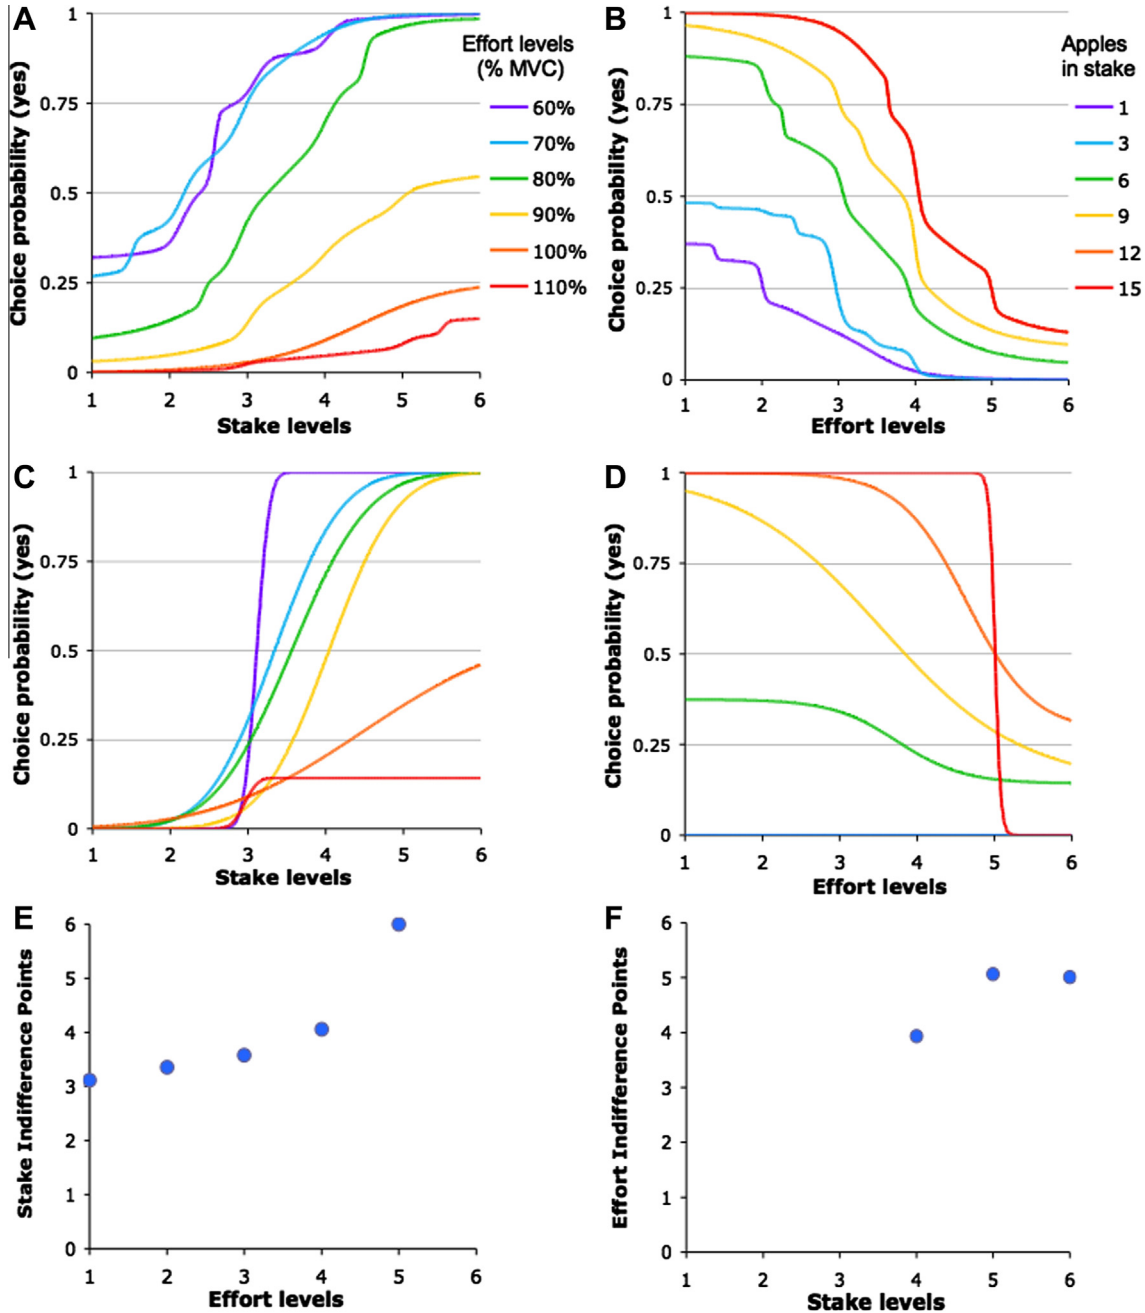 A
Choice probability (yes)
1
0.75
0.5
0.25
0
1 2 3 4 5 6
Stake levels
Effort levels
(% MVC)
60%
70%
80%
90%
100%
110%
B
Choice probability (yes)
1
0.75
0.5
0.25
0
1 2 3 4 5 6
Effort levels
Apples
in stake
1
3
6
9
12
15
C
Choice probability (yes)
1
0.75
0.5
0.25
0
1 2 3 4 5 6
Stake levels
D
Choice probability (yes)
1
0.75
0.5
0.25
0
1 2 3 4 5 6
Effort levels
E
Stake Indifference Points
6
5
4
3
2
1
0
1 2 3 4 5 6
Effort levels
F
Effort Indifference Points
6
5
4
3
2
1
0
1 2 3 4 5 6
Stake levels